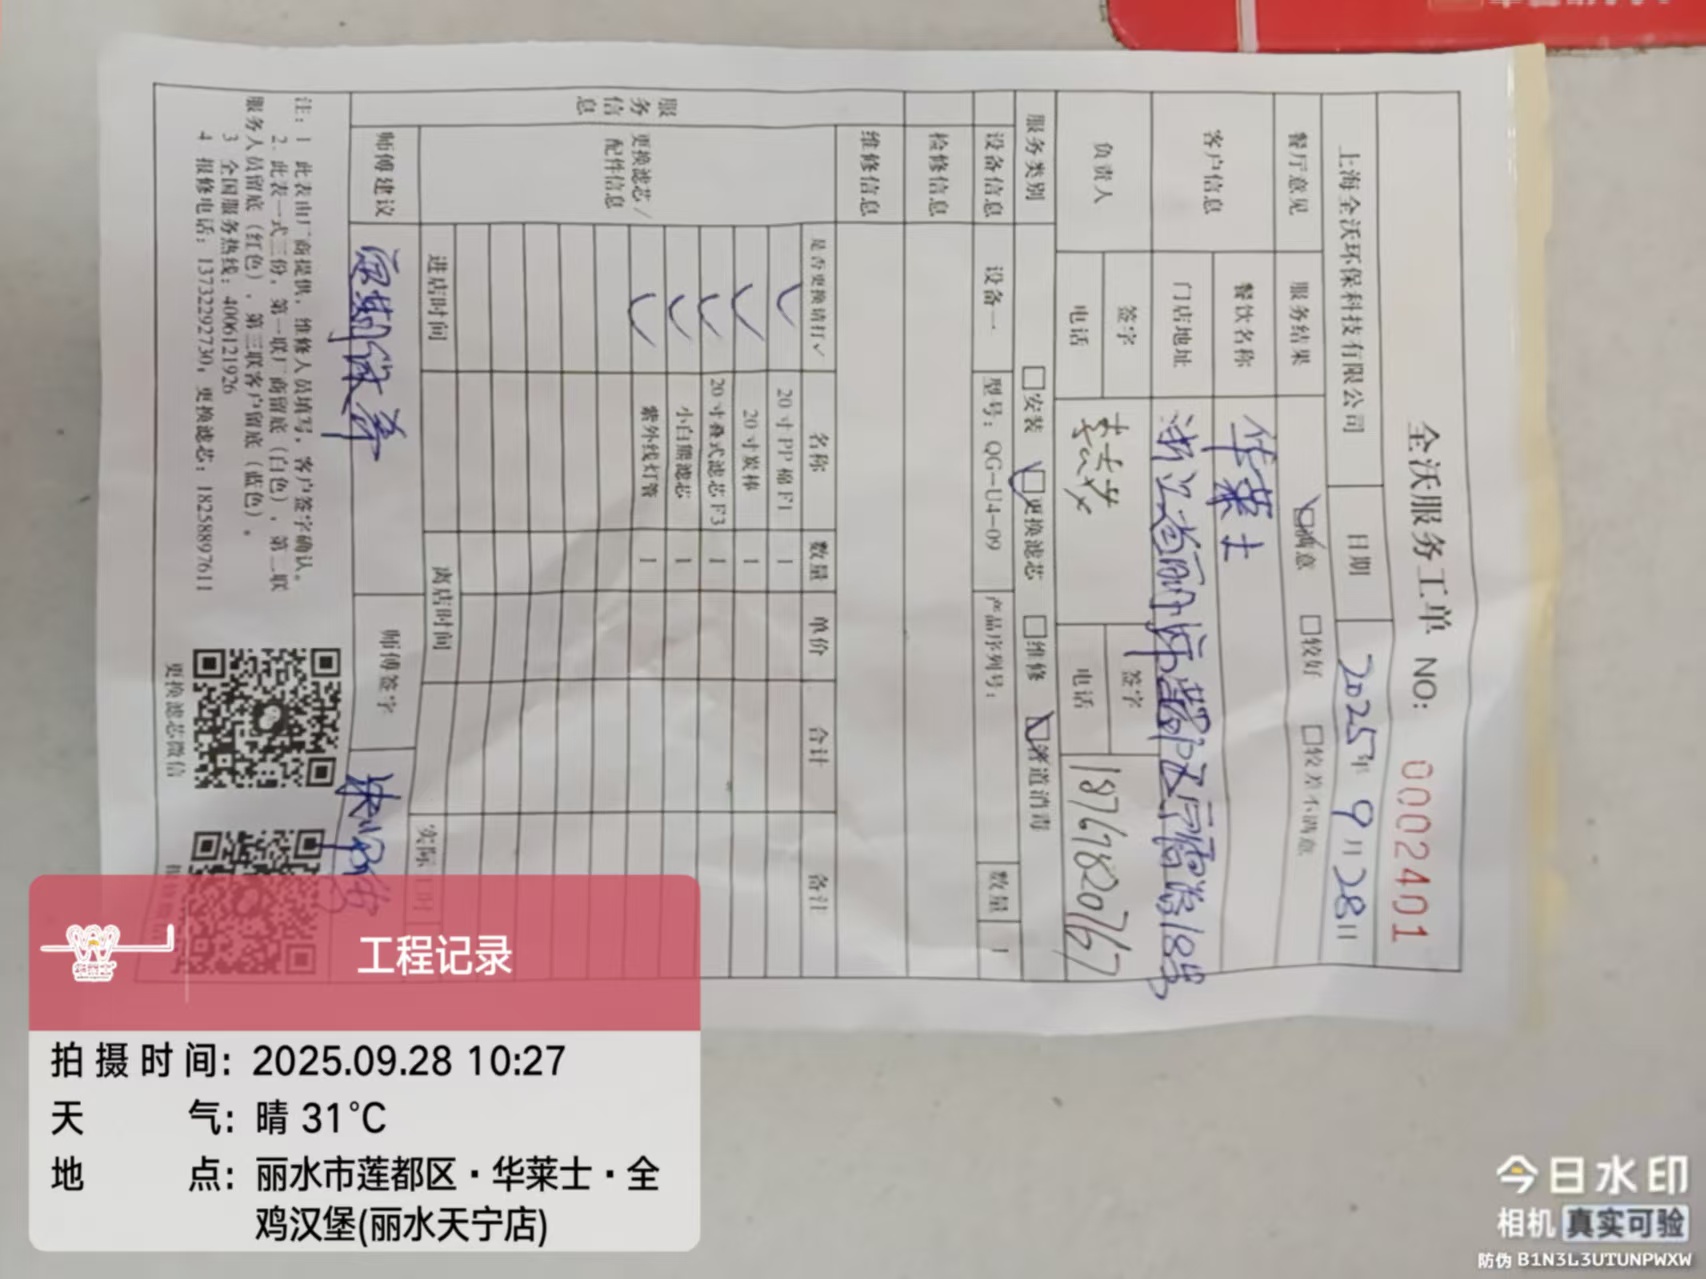 全沃服务工单 NO: 0002401
上海全沃环保科技有限公司 日期 2025年9月28日
餐厅意见 服务结果 ☑满意 □较好 □较差不满意
客户信息 餐饮名称 华莱士
门店地址 浙江省丽水市莲都区
负责人 签字 签字
电话 电话 18767820767
服务类别 □安装 ☑更换滤芯 □维修 ☑管道消毒
设备信息 设备一 型号: QG-U4-09 产品序列号: 数量 1
检修信息
维修信息
服务信息
更换滤芯/配件信息
是否更换请打✓ 名称 数量 单价 合计 备注
✓ 20寸PP棉F1 1
✓ 20寸炭棒 1
✓ 20寸叠式滤芯F3 1
✓ 小白熊滤芯 1
✓ 紫外线灯管 1
进店时间 离店时间 实际工时
师傅建议 师傅签字
注: 1 此表由厂商提供, 维修人员填写, 客户签字确认。
2. 此表一式三份, 第一联厂商留底（白色）, 第二联
服务人员留底（红色）, 第三联客户留底（蓝色）。
3 全国服务热线: 4006121926
4 报修电话: 13732292730, 更换滤芯: 18258897611
更换滤芯微信
工程记录
拍摄时间: 2025.09.28 10:27
天气: 晴 31°C
地点: 丽水市莲都区·华莱士·全
鸡汉堡(丽水天宁店)
今日水印
相机 真实可验
防伪 B1N3L3UTUNPWXW